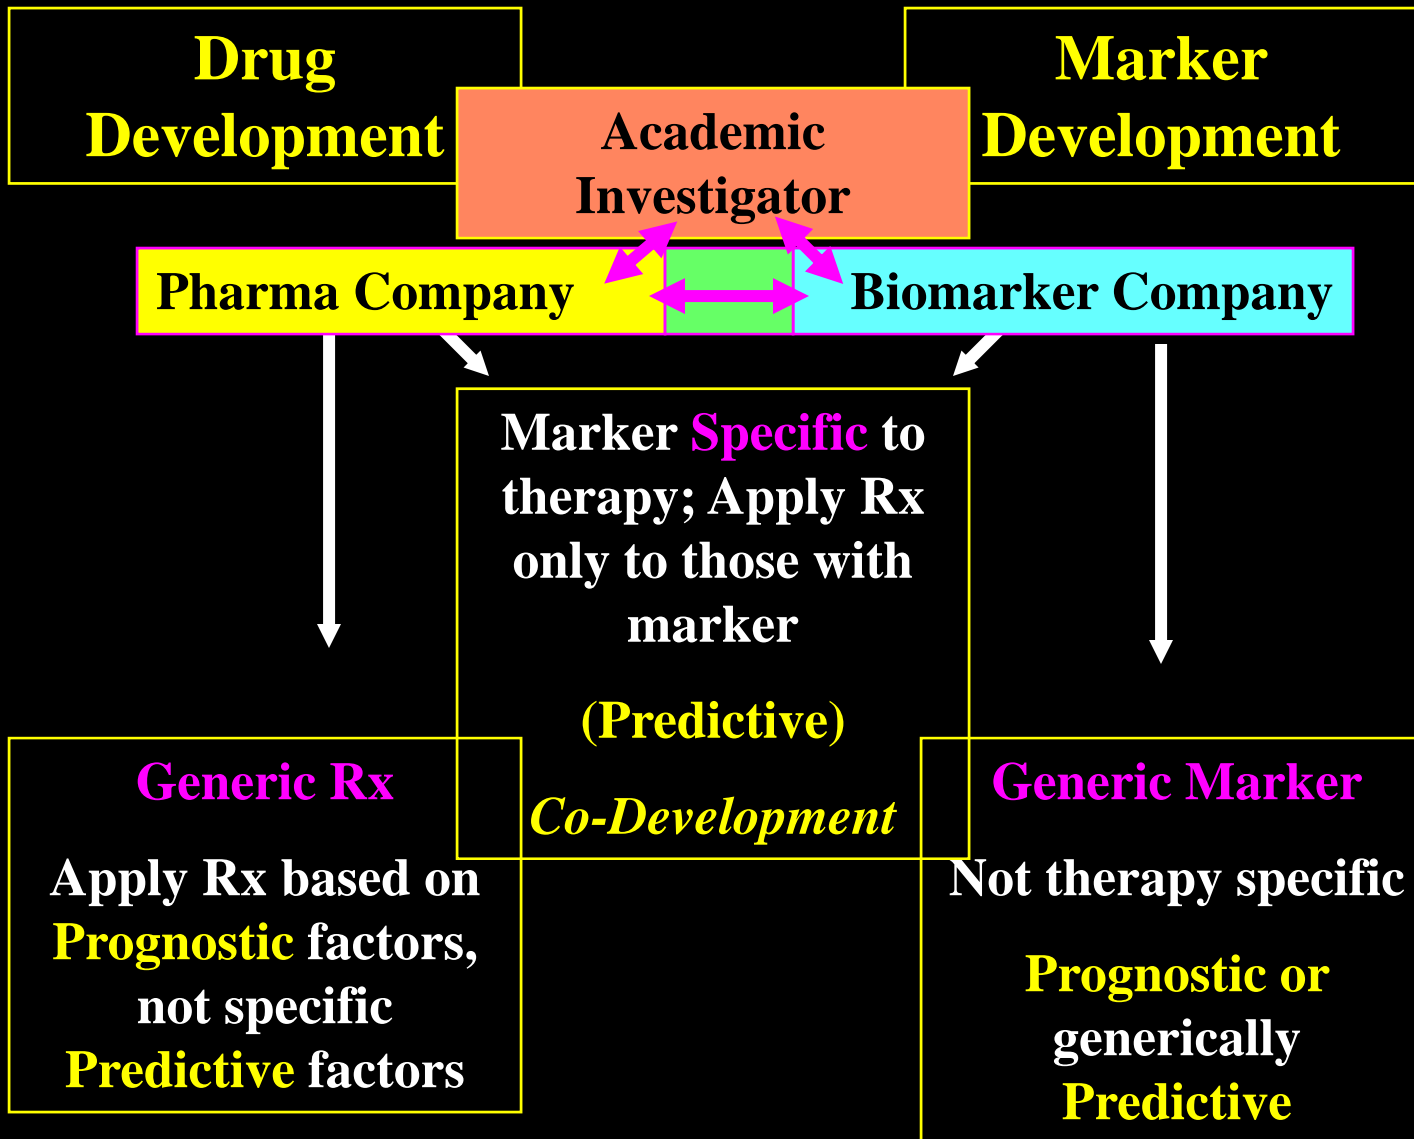 Drug
Development
Marker
Development
Academic
Investigator
Pharma Company
Biomarker Company
Marker Specific to
therapy; Apply Rx
only to those with
marker
(Predictive)
Co-Development
Generic Rx
Apply Rx based on
Prognostic factors,
not specific
Predictive factors
Generic Marker
Not therapy specific
Prognostic or
generically
Predictive